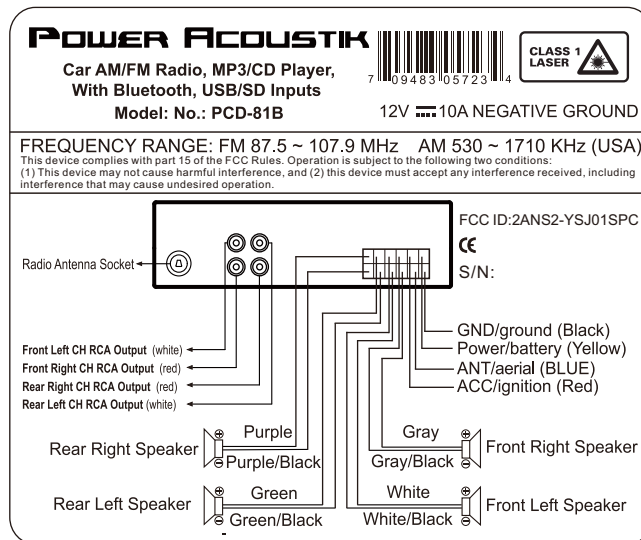 POWER ACOUSTIK
Car AM/FM Radio, MP3/CD Player,
With Bluetooth, USB/SD Inputs
Model: No.: PCD-81B
7 09483 05723 4
CLASS 1
LASER
12V 10A NEGATIVE GROUND
FREQUENCY RANGE: FM 87.5 ~ 107.9 MHz AM 530 ~ 1710 KHz (USA)
This device complies with part 15 of the FCC Rules. Operation is subject to the following two conditions:
(1) This device may not cause harmful interference, and (2) this device must accept any interference received, including
interference that may cause undesired operation.
FCC ID:2ANS2-YSJ01SPC
CE
S/N:
Radio Antenna Socket
Front Left CH RCA Output (white)
Front Right CH RCA Output (red)
Rear Right CH RCA Output (red)
Rear Left CH RCA Output (white)
GND/ground (Black)
Power/battery (Yellow)
ANT/aerial (BLUE)
ACC/ignition (Red)
Rear Right Speaker
⊕ Purple
⊖ Purple/Black
Gray ⊕
Gray/Black ⊖
Front Right Speaker
Rear Left Speaker
⊕ Green
⊖ Green/Black
White ⊕
White/Black ⊖
Front Left Speaker